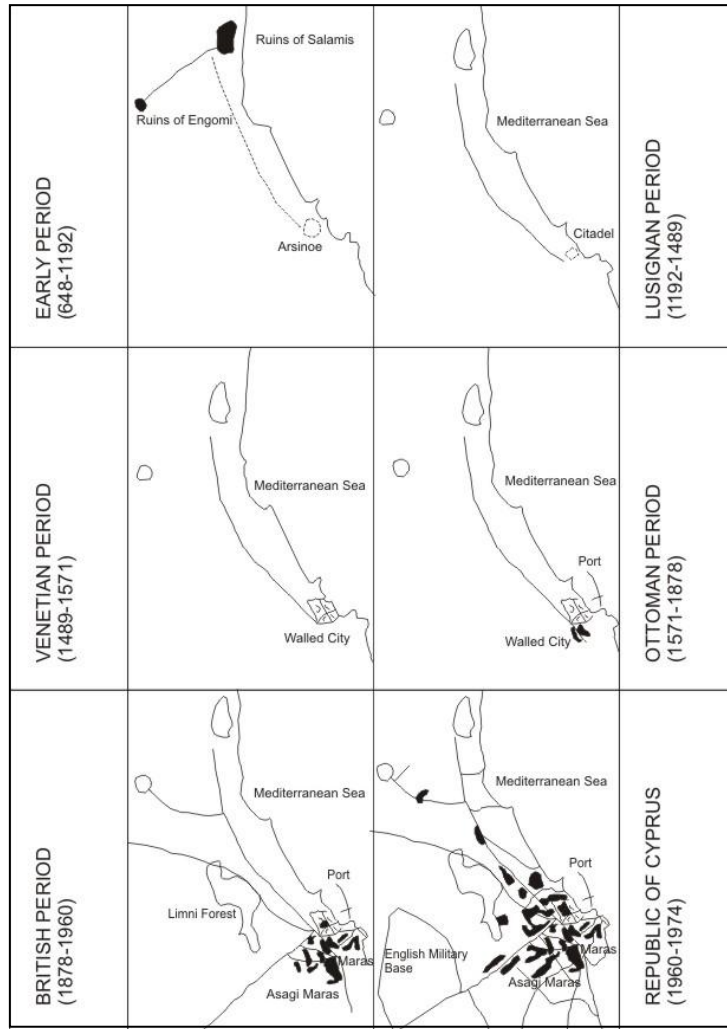 EARLY PERIOD
(648-1192)
Ruins of Salamis
Ruins of Engomi
Arsinoe
Mediterranean Sea
Citadel
LUSIGNAN PERIOD
(1192-1489)
VENETIAN PERIOD
(1489-1571)
Mediterranean Sea
Walled City
Mediterranean Sea
Port
Walled City
OTTOMAN PERIOD
(1571-1878)
BRITISH PERIOD
(1878-1960)
Mediterranean Sea
Port
Limni Forest
Maras
Asagi Maras
Mediterranean Sea
Port
English Military
Base
Maras
Asagi Maras
REPUBLIC OF CYPRUS
(1960-1974)